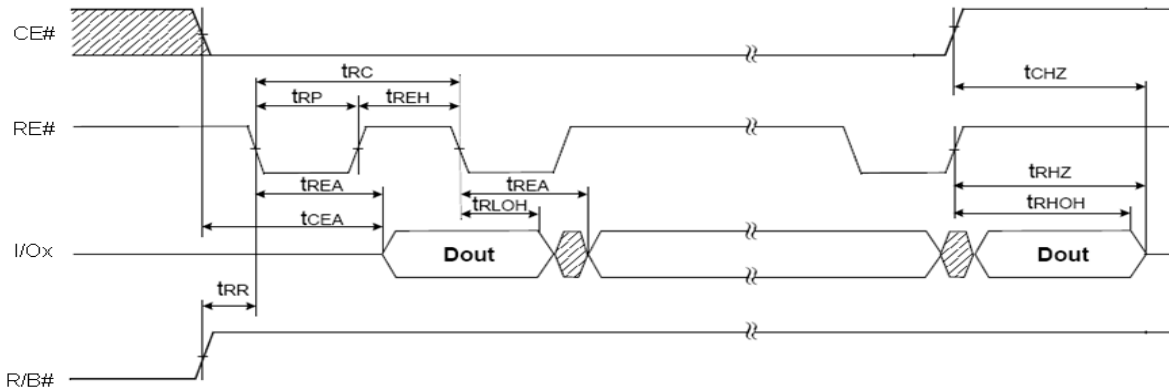 CE#
tRC
tCHZ
tRP
tREH
RE#
tREA
tREA
tRHZ
tCEA
tRLOH
tRHOH
I/Ox
Dout
Dout
tRR
R/B#